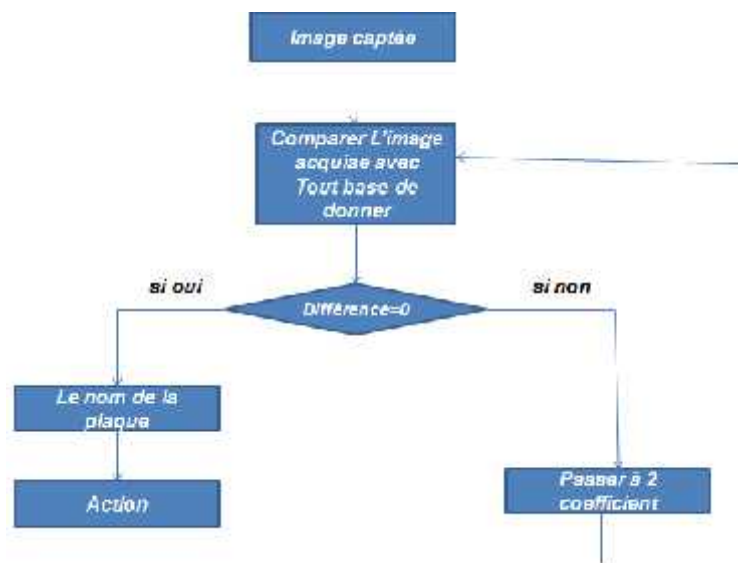 Image captée
Comparer L'image
acquise avec
Tout base de
donner
si oui
Différence=0
si non
Le nom de la
plaque
Action
Passer à 2
coefficient